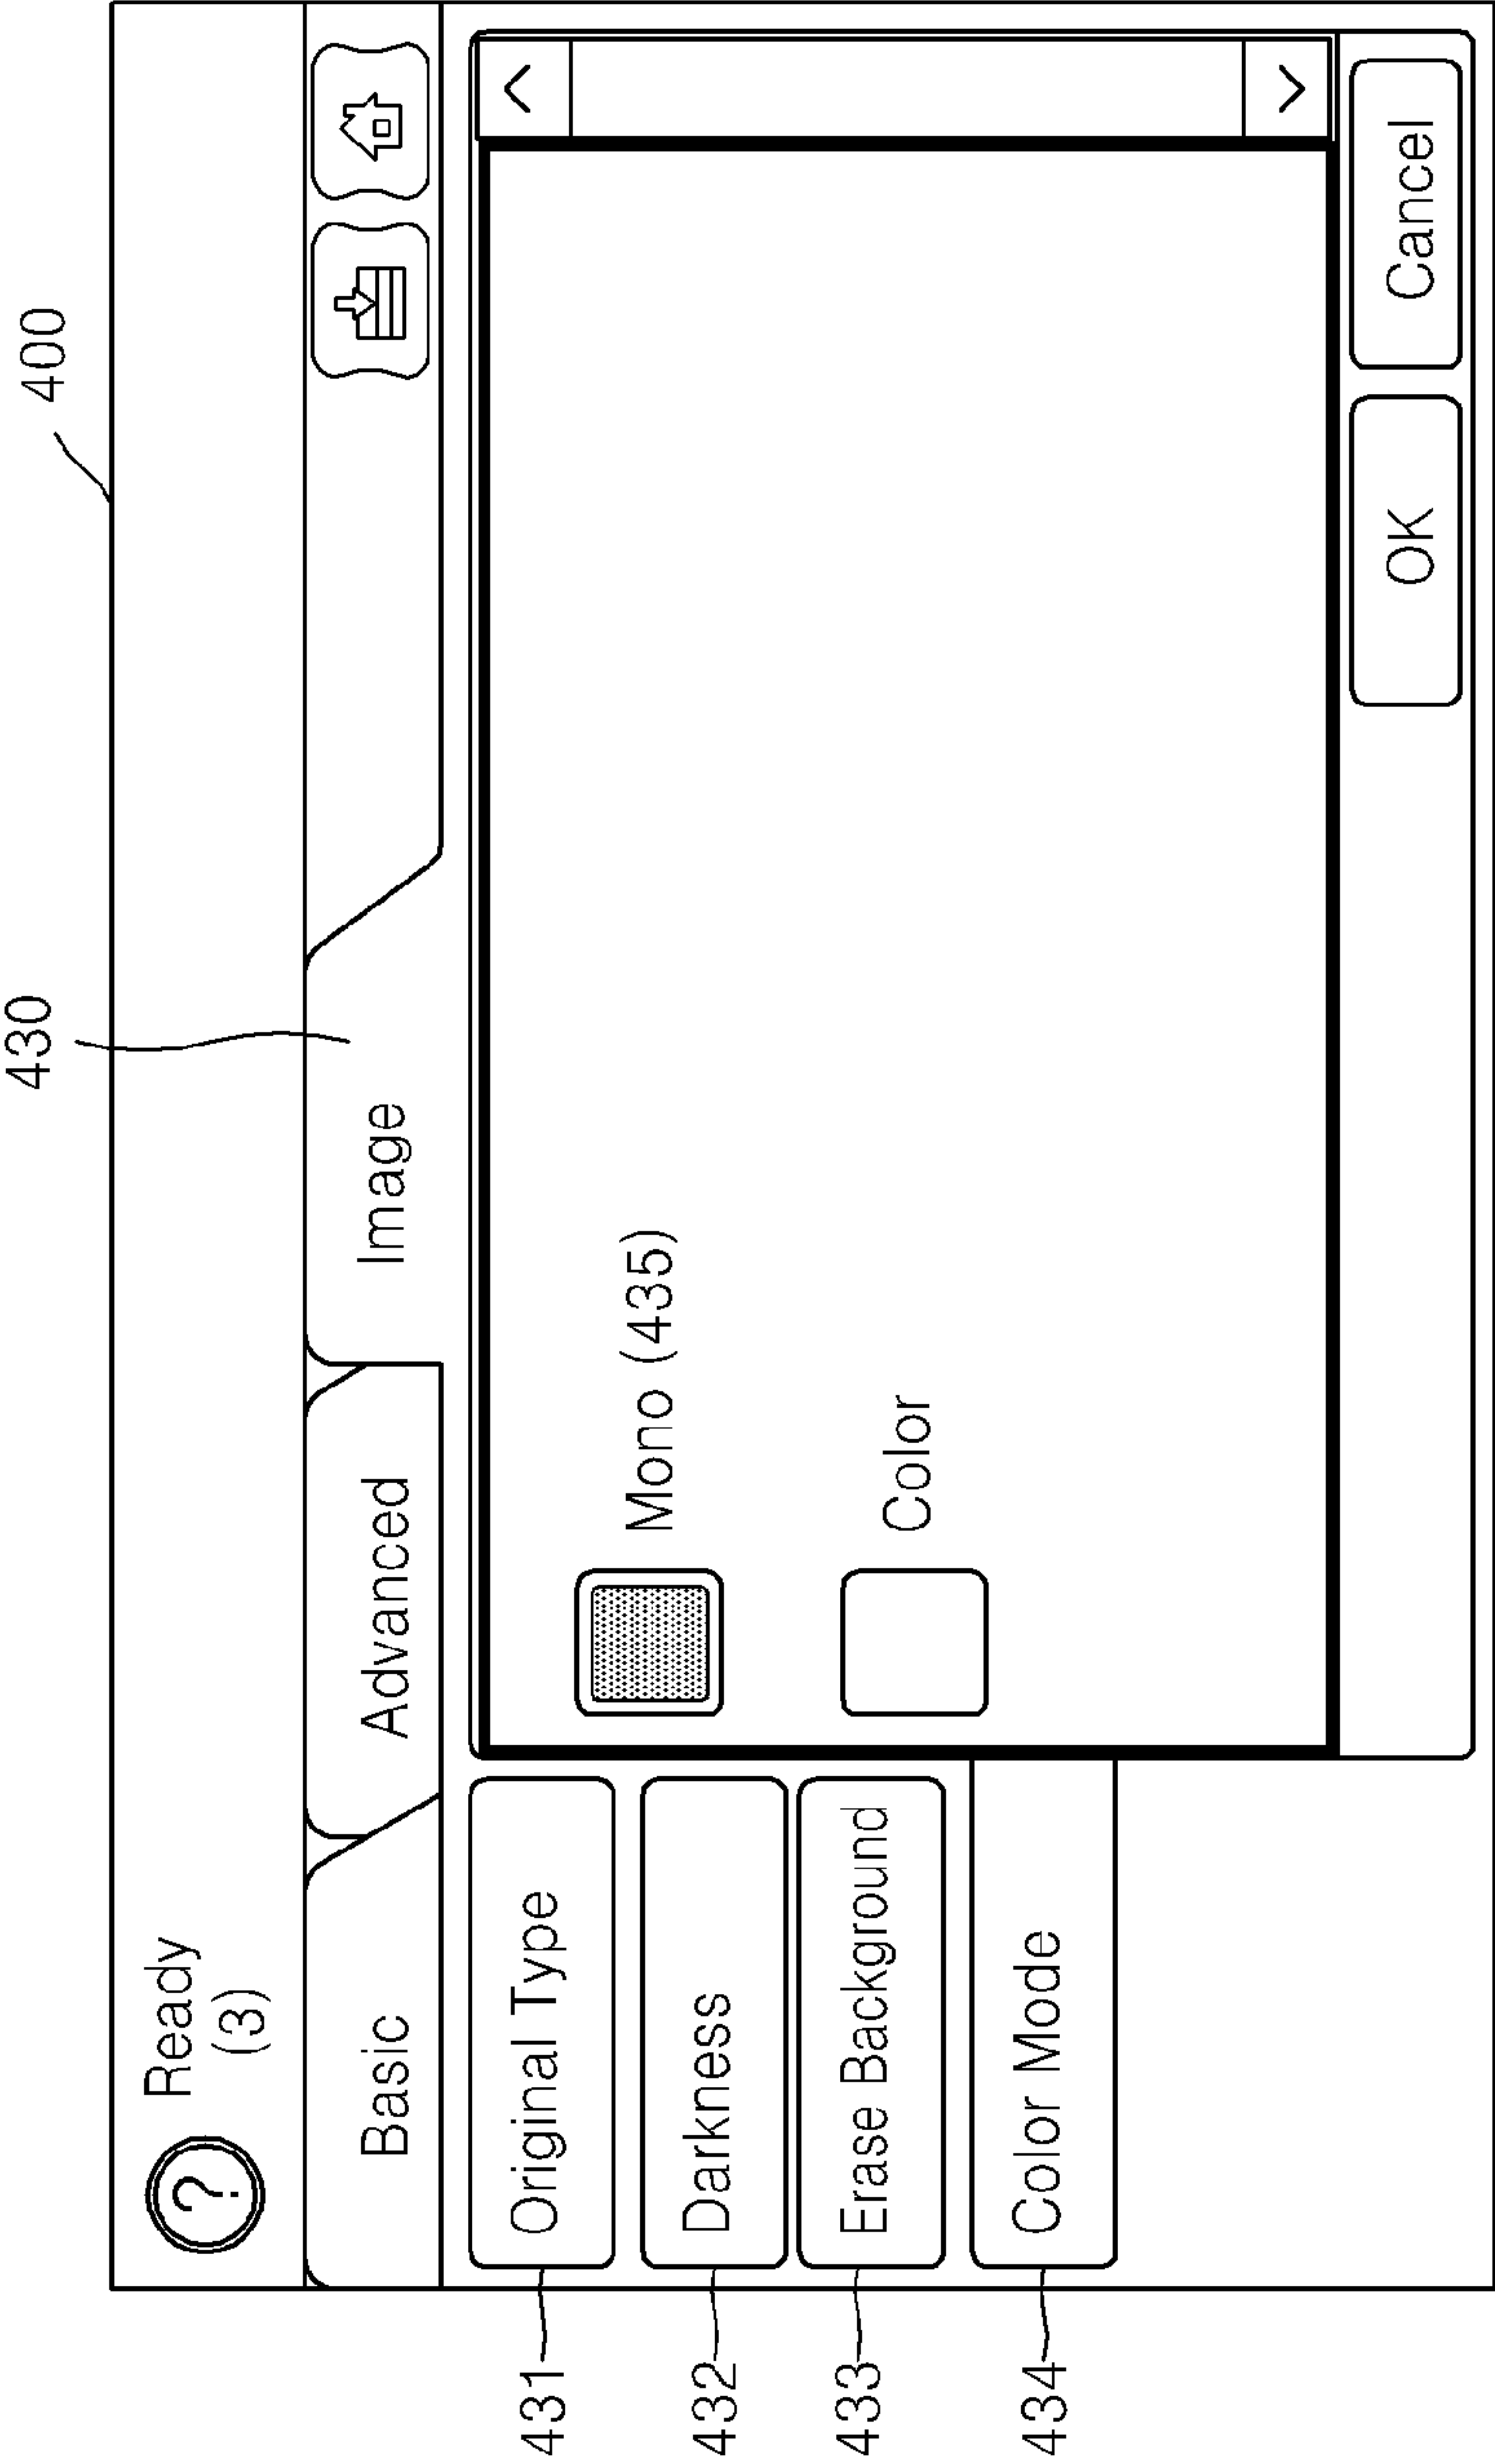 400
430
? Ready
(3)
Basic
Advanced
Image
431
Original Type
432
Darkness
433
Erase Background
434
Color Mode
Mono (435)
Color
OK
Cancel